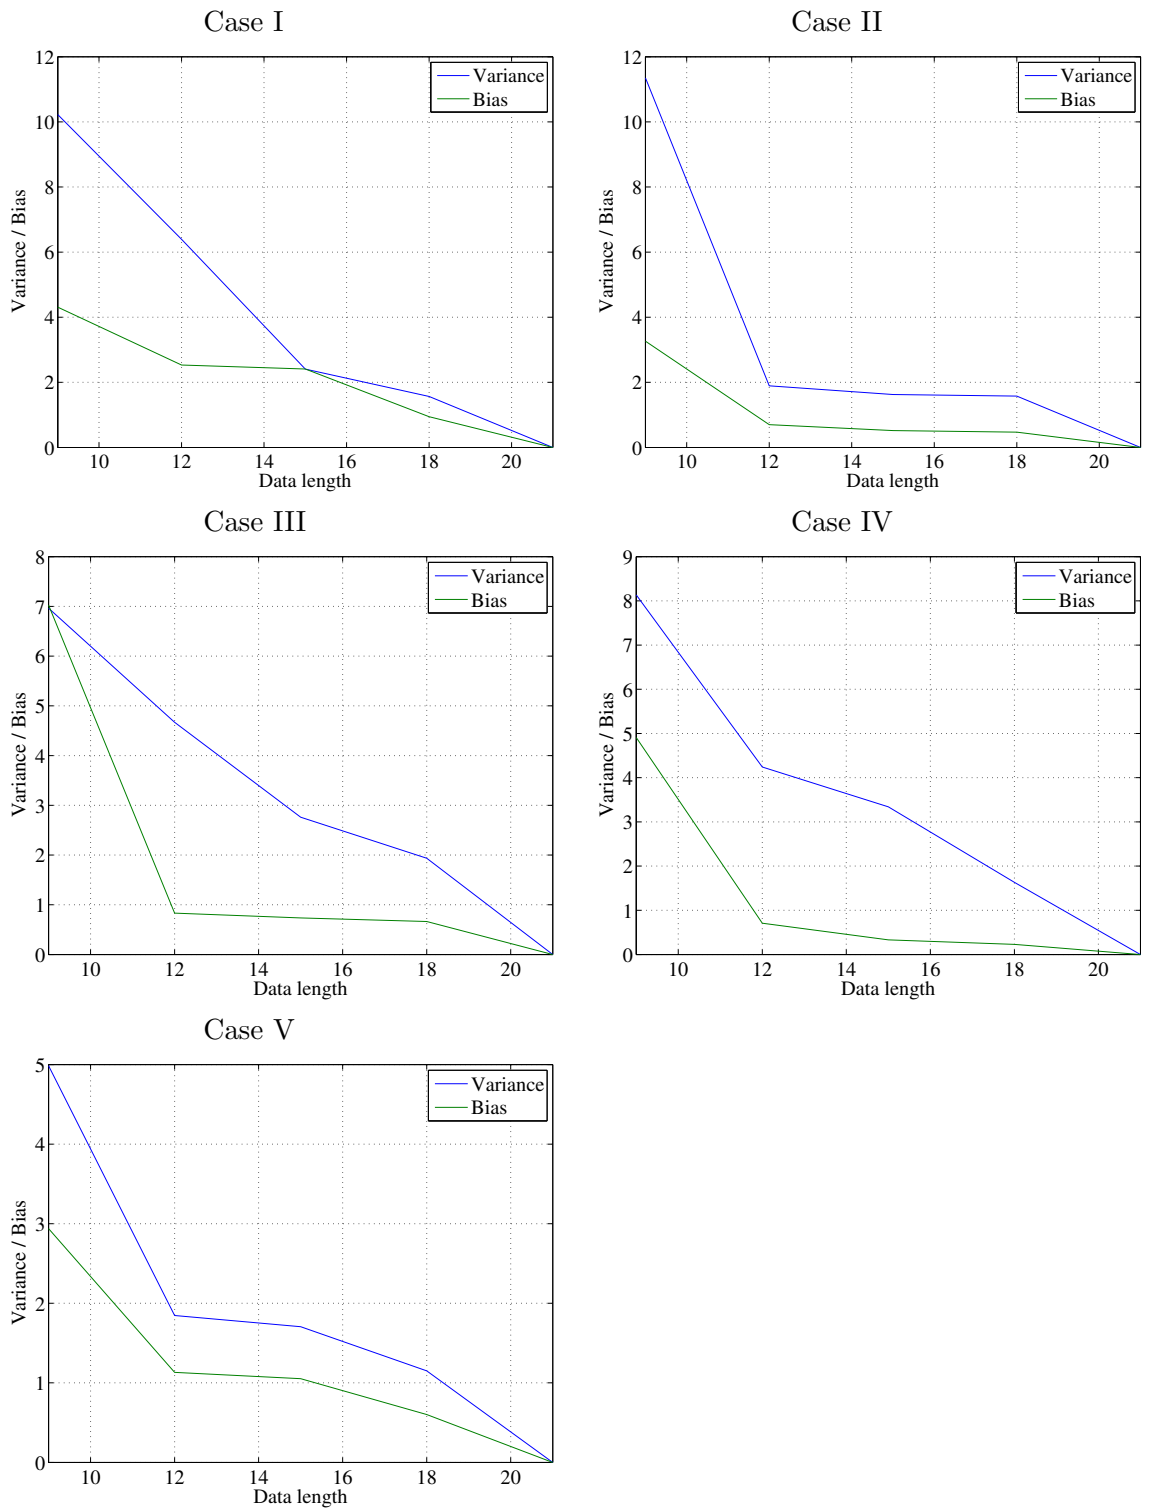 Case I
12
10
8
6
4
2
0
Variance / Bias
Variance
Bias
10 12 14 16 18 20
Data length
Case II
12
10
8
6
4
2
0
Variance / Bias
Variance
Bias
10 12 14 16 18 20
Data length
Case III
8
7
6
5
4
3
2
1
0
Variance / Bias
Variance
Bias
10 12 14 16 18 20
Data length
Case IV
9
8
7
6
5
4
3
2
1
0
Variance / Bias
Variance
Bias
10 12 14 16 18 20
Data length
Case V
5
4
3
2
1
0
Variance / Bias
Variance
Bias
10 12 14 16 18 20
Data length